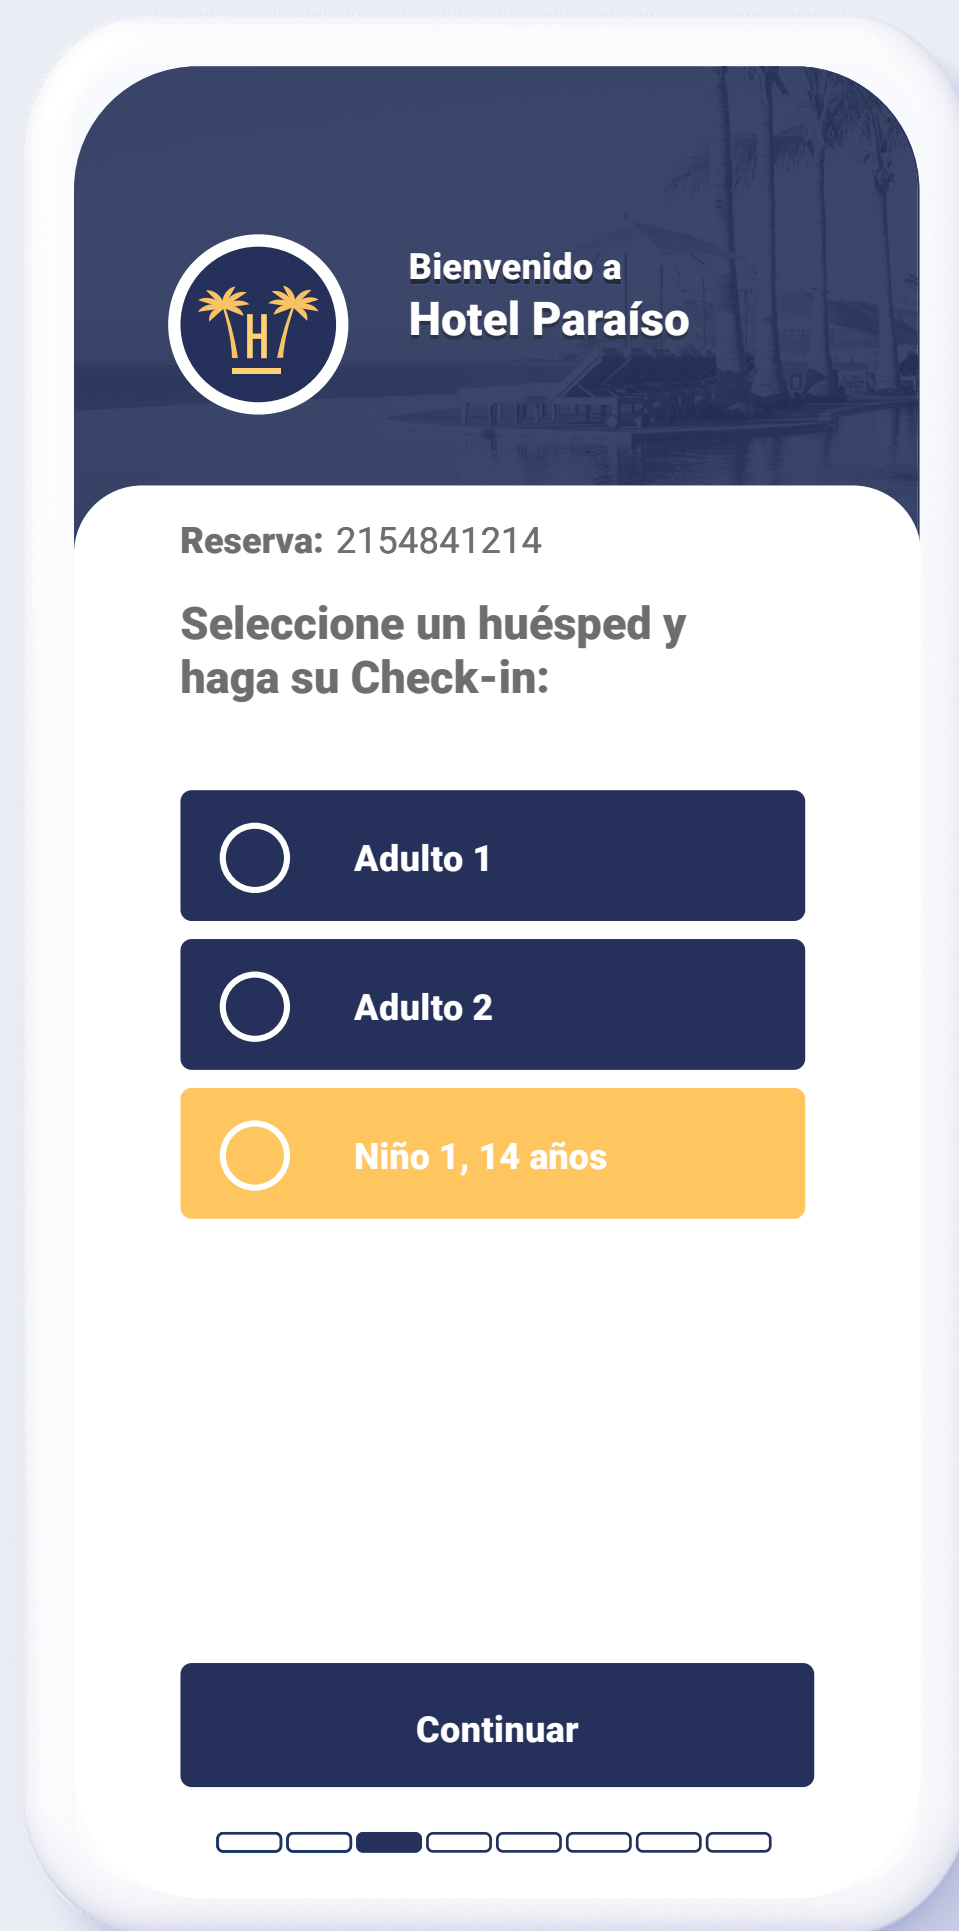 H
Bienvenido a
Hotel Paraíso
Reserva: 2154841214
Seleccione un huésped y
haga su Check-in:
Adulto 1
Adulto 2
Niño 1, 14 años
Continuar